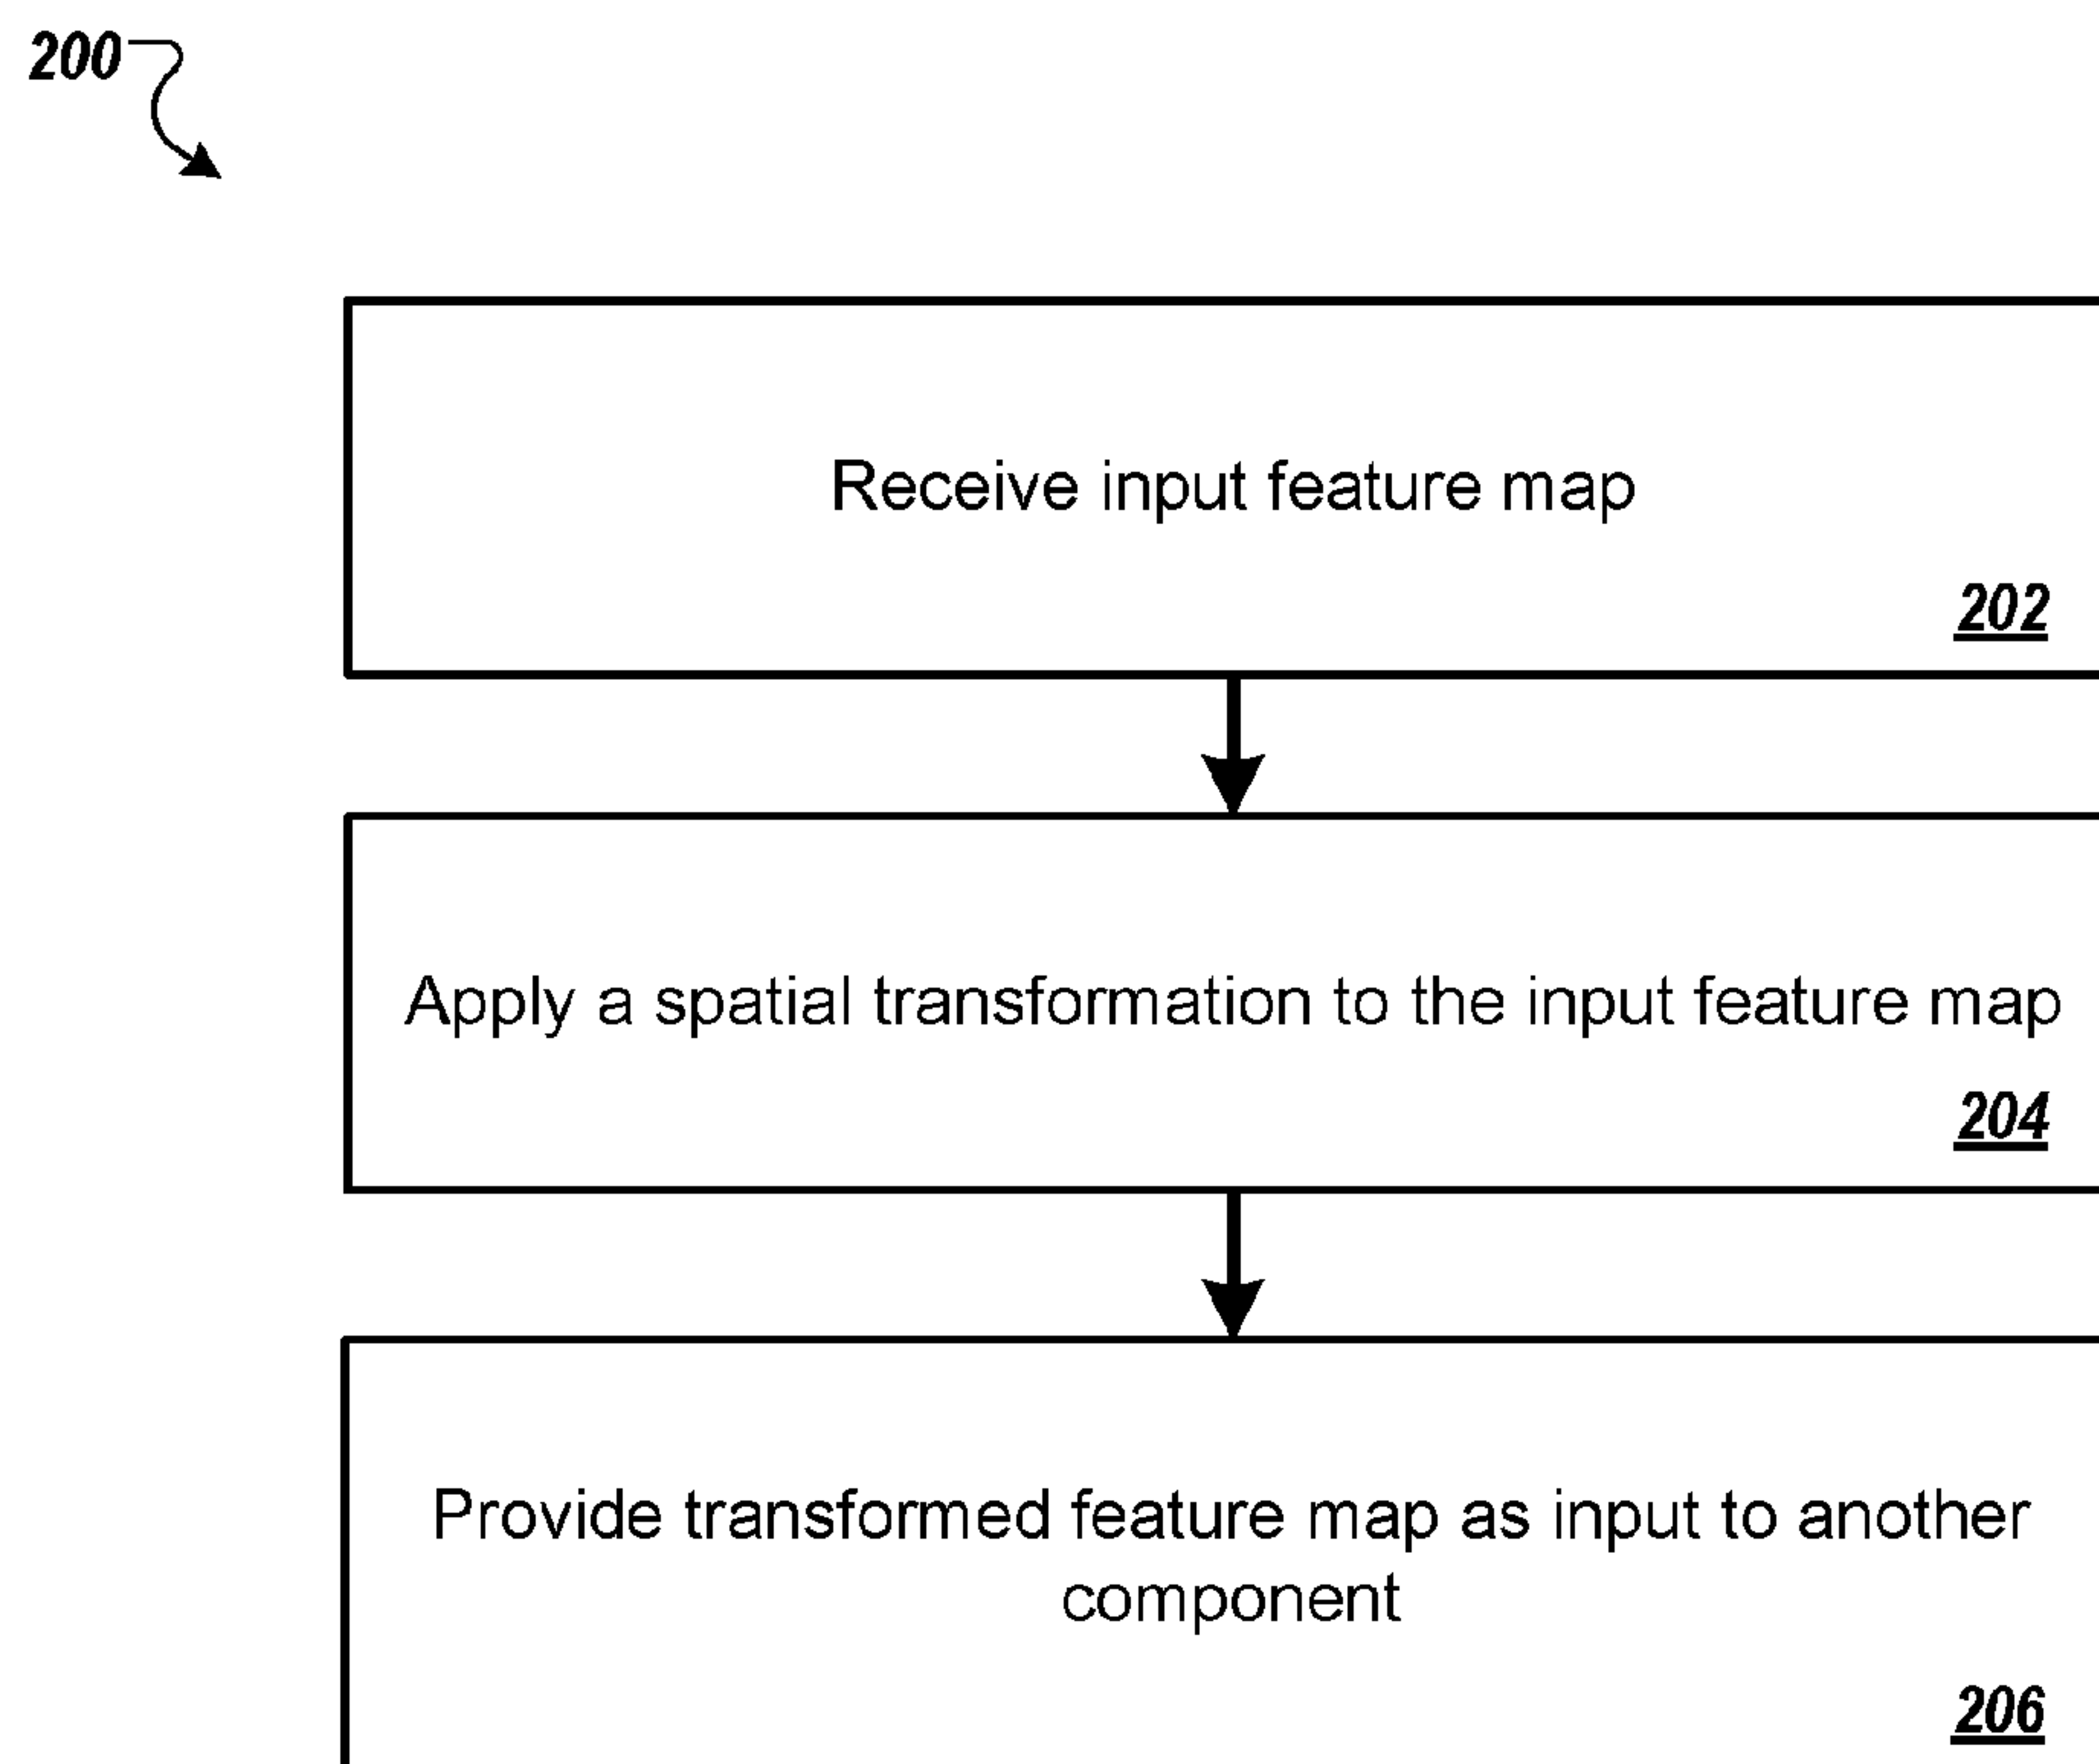 200
Receive input feature map
202
Apply a spatial transformation to the input feature map
204
Provide transformed feature map as input to another
component
206